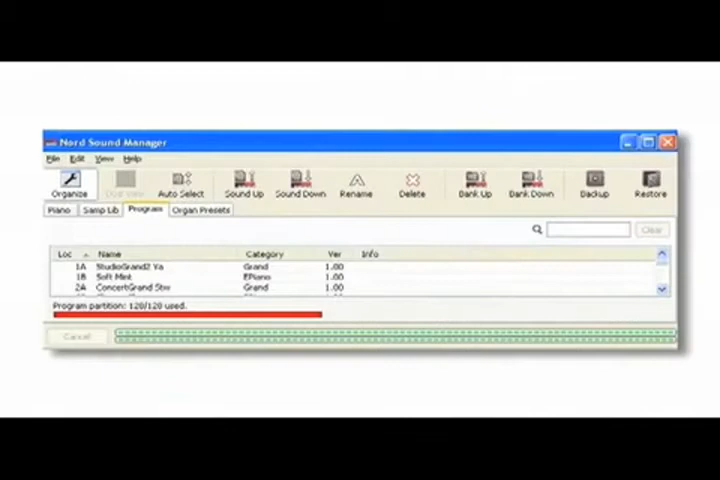 Nord Sound Manager
File Edit View Help
Organize Auto Select Sound Up Sound Down Rename Delete Bank Up Bank Down Backup Restore
Piano Samp Lib Program Organ Presets
Clear
Loc Name Category Ver Info
1A StudioGrand2 Ya Grand 1.00
1B Soft Mint EPiano 1.00
2A ConcertGrand Stw Grand 1.00
Program partition: 128/128 used.
Cancel